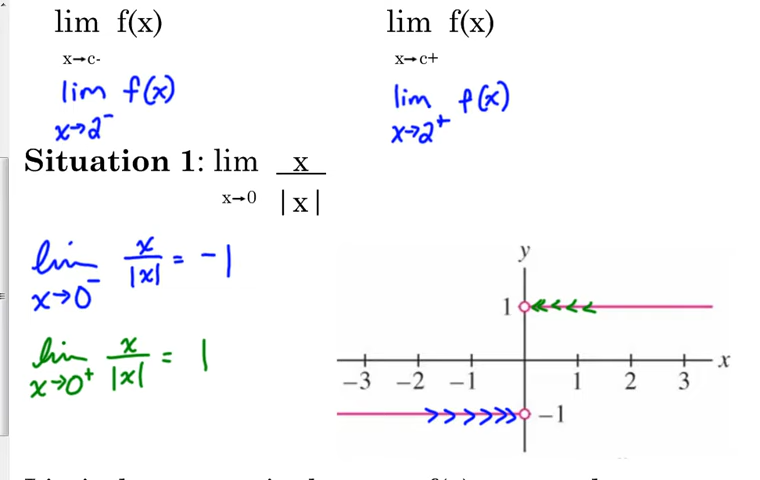 lim f(x) lim f(x)
x→c- x→c+
lim f(x) lim f(x)
x→2⁻ x→2⁺
Situation 1: lim x
x→0 |x|
lim x/|x| = -1
x→0⁻
lim x/|x| = 1
x→0⁺
y
1
x
-3 -2 -1 1 2 3
-1